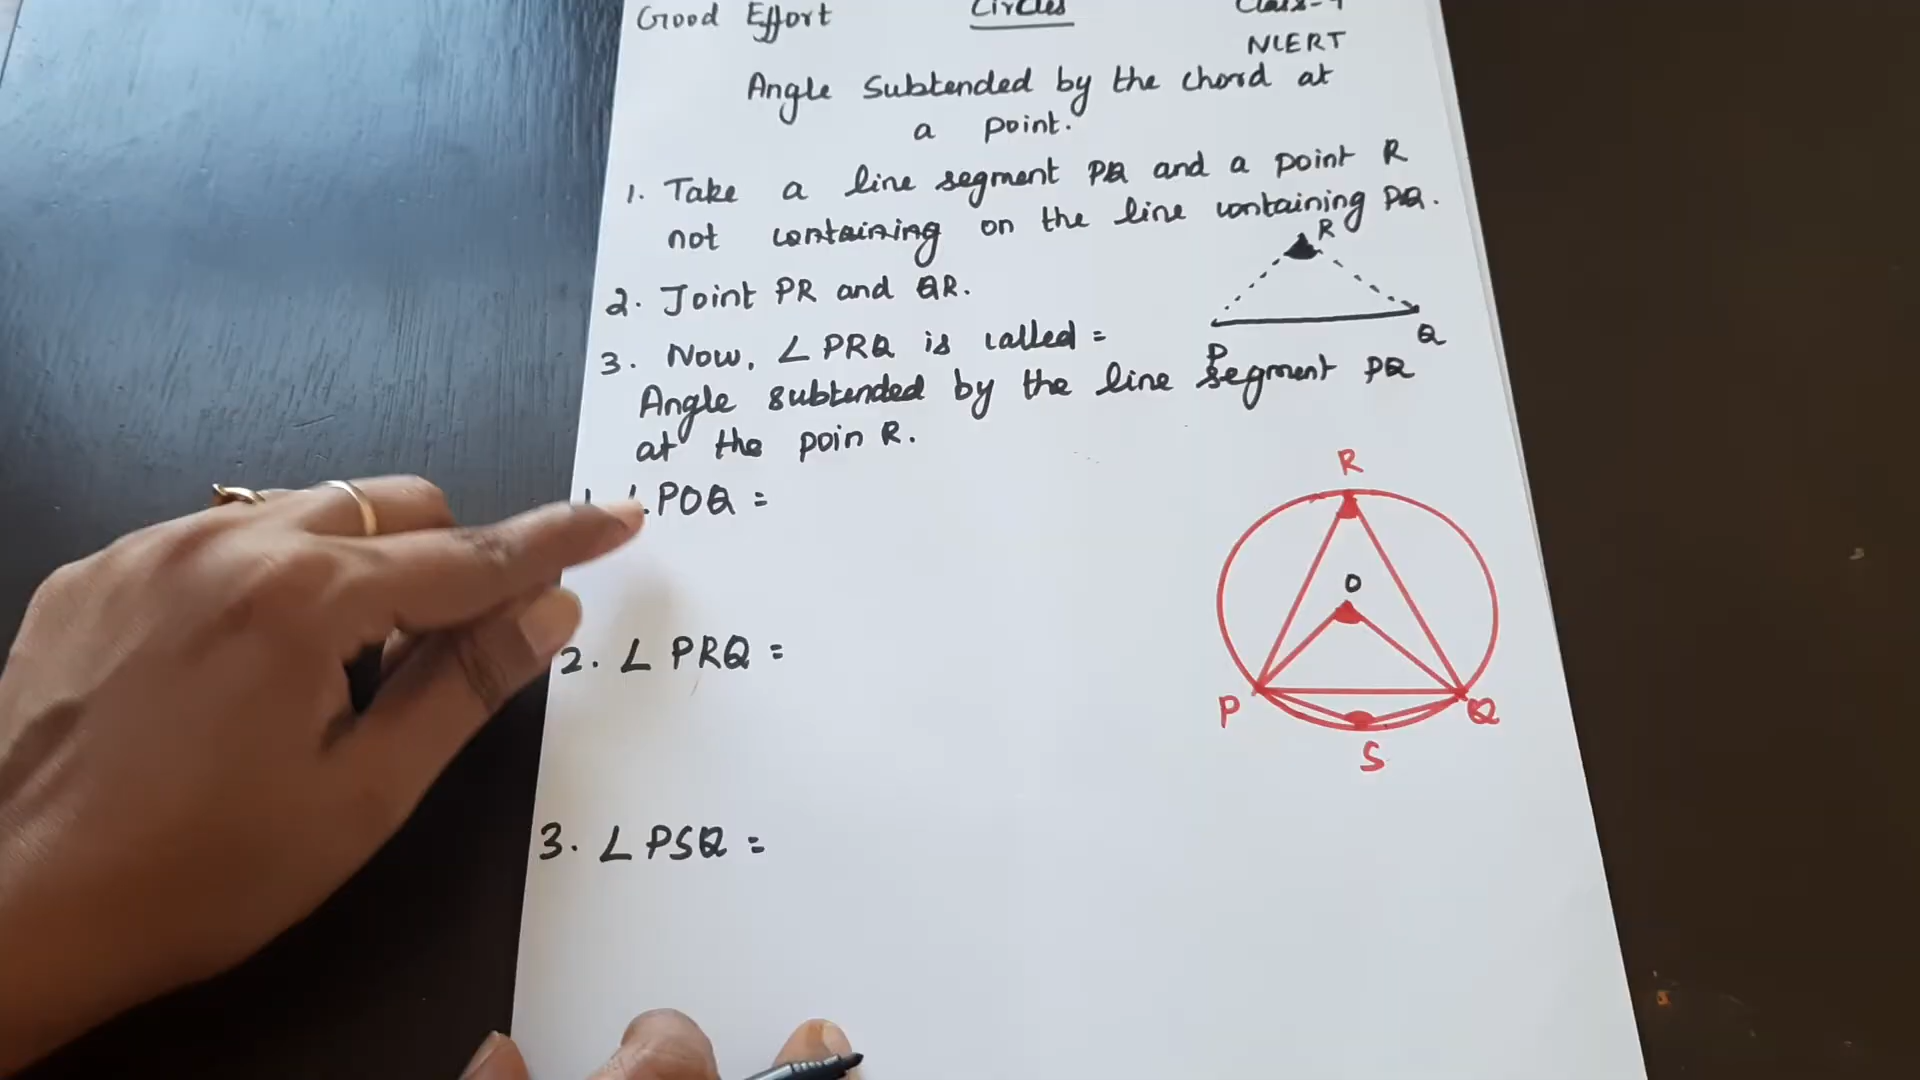 Good Effort
Circles
NCERT
Angle Subtended by the chord at
a point.
1. Take a line segment PQ and a point R
not containing on the line containing PQ.
2. Joint PR and QR.
3. Now, ∠ PRQ is called =
Angle subtended by the line segment PQ
at the poin R.
R
P
Q
∠POQ =
2. ∠ PRQ =
3. ∠ PSQ =
R
O
P
Q
S